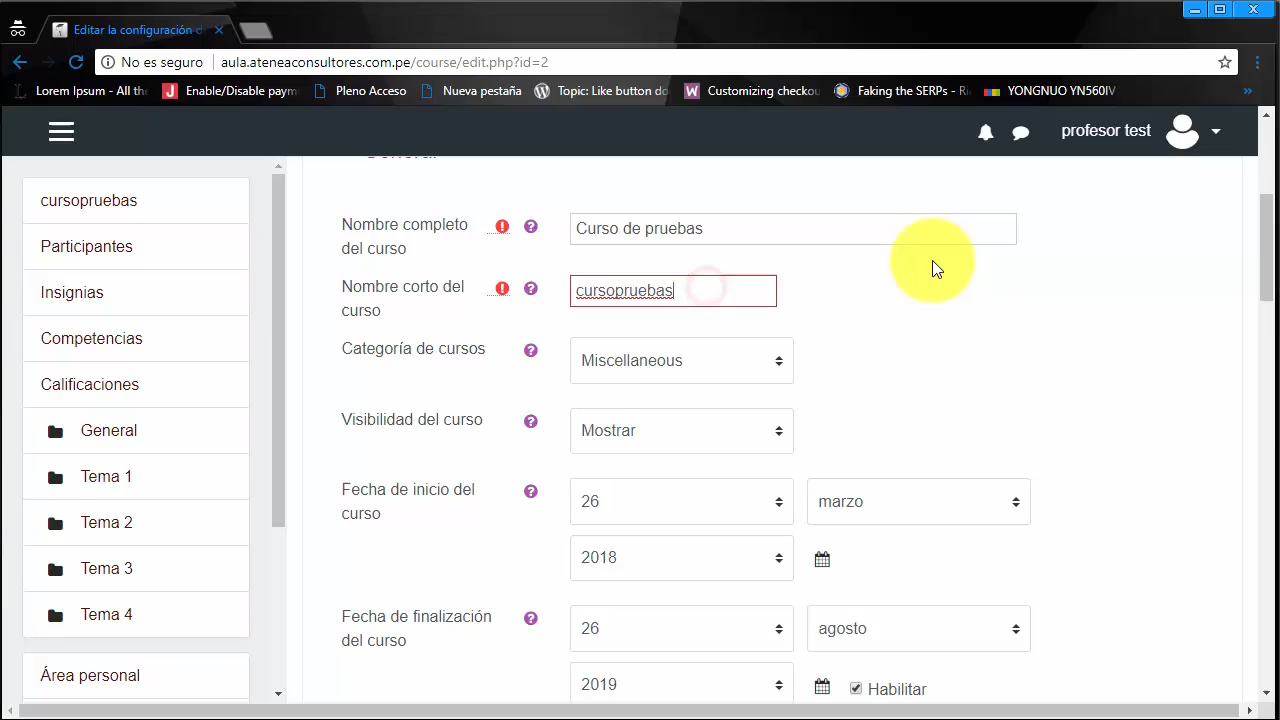 Editar la configuración d
No es seguro
aula.ateneaconsultores.com.pe/course/edit.php?id=2
Lorem Ipsum - All the
Enable/Disable paym
Pleno Acceso
Nueva pestaña
Topic: Like button do
Customizing checkou
Faking the SERPs - Ri
YONGNUO YN560IV
profesor test
General
cursopruebas
Participantes
Insignias
Competencias
Calificaciones
General
Tema 1
Tema 2
Tema 3
Tema 4
Área personal
Nombre completo
del curso
Curso de pruebas
Nombre corto del
curso
cursopruebas
Categoría de cursos
Miscellaneous
Visibilidad del curso
Mostrar
Fecha de inicio del
curso
26
marzo
2018
Fecha de finalización
del curso
26
agosto
2019
Habilitar